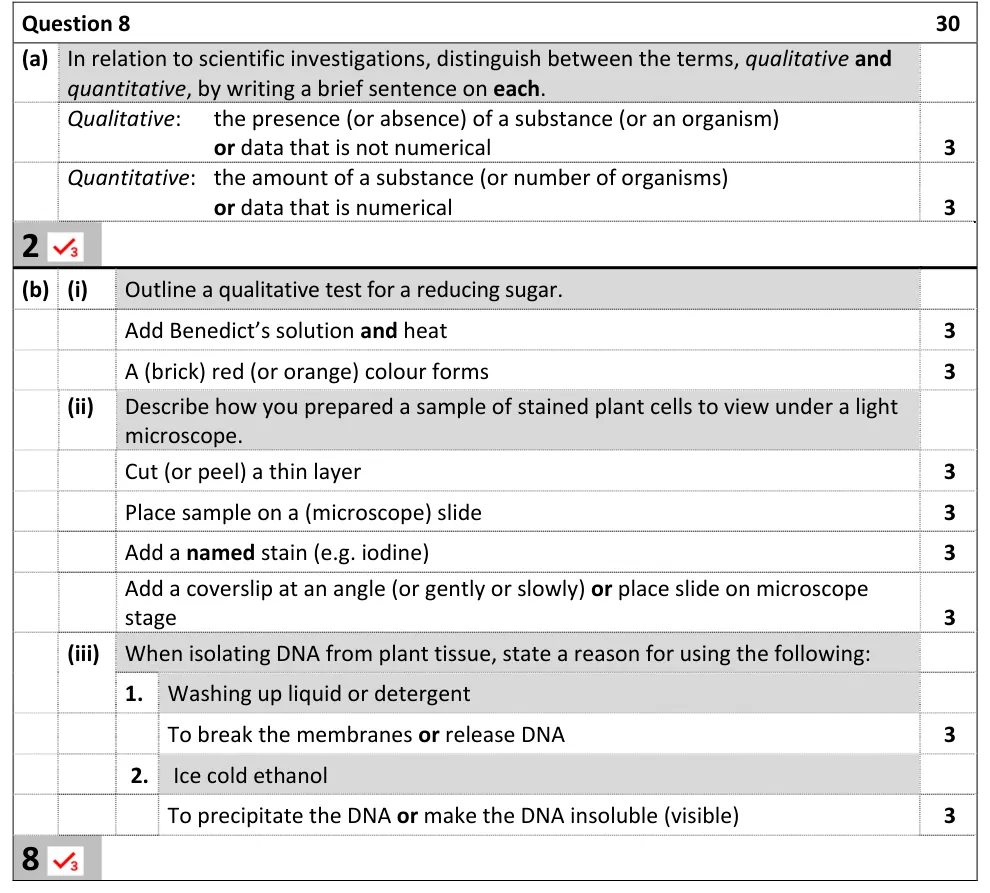 Question 8 30
(a) In relation to scientific investigations, distinguish between the terms, qualitative and
quantitative, by writing a brief sentence on each.
Qualitative: the presence (or absence) of a substance (or an organism)
or data that is not numerical 3
Quantitative: the amount of a substance (or number of organisms)
or data that is numerical 3
2 ✓3
(b) (i) Outline a qualitative test for a reducing sugar.
Add Benedict’s solution and heat 3
A (brick) red (or orange) colour forms 3
(ii) Describe how you prepared a sample of stained plant cells to view under a light
microscope.
Cut (or peel) a thin layer 3
Place sample on a (microscope) slide 3
Add a named stain (e.g. iodine) 3
Add a coverslip at an angle (or gently or slowly) or place slide on microscope
stage 3
(iii) When isolating DNA from plant tissue, state a reason for using the following:
1. Washing up liquid or detergent
To break the membranes or release DNA 3
2. Ice cold ethanol
To precipitate the DNA or make the DNA insoluble (visible) 3
8 ✓3